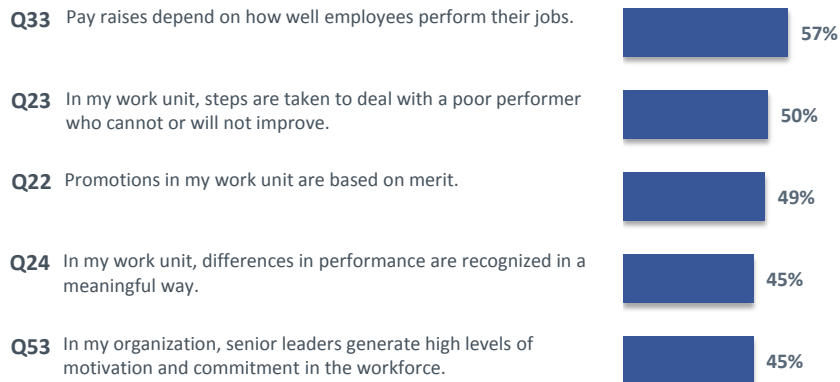 Q33 Pay raises depend on how well employees perform their jobs. 57%
Q23 In my work unit, steps are taken to deal with a poor performer
who cannot or will not improve. 50%
Q22 Promotions in my work unit are based on merit. 49%
Q24 In my work unit, differences in performance are recognized in a
meaningful way. 45%
Q53 In my organization, senior leaders generate high levels of
motivation and commitment in the workforce. 45%